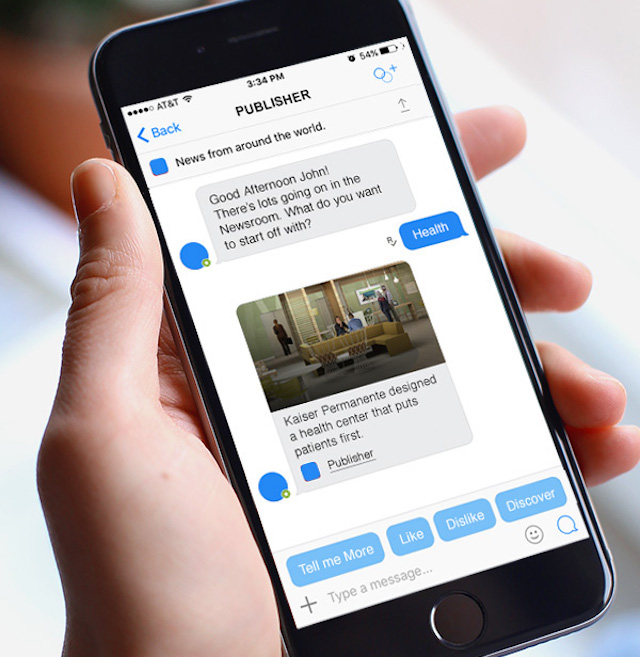 AT&T 3:34 PM 54%
Back PUBLISHER
News from around the world.
Good Afternoon John!
There's lots going on in the
Newsroom. What do you want
to start off with?
Health
Kaiser Permanente designed
a health center that puts
patients first.
Publisher
Tell me More Like Dislike Discover
Type a message...